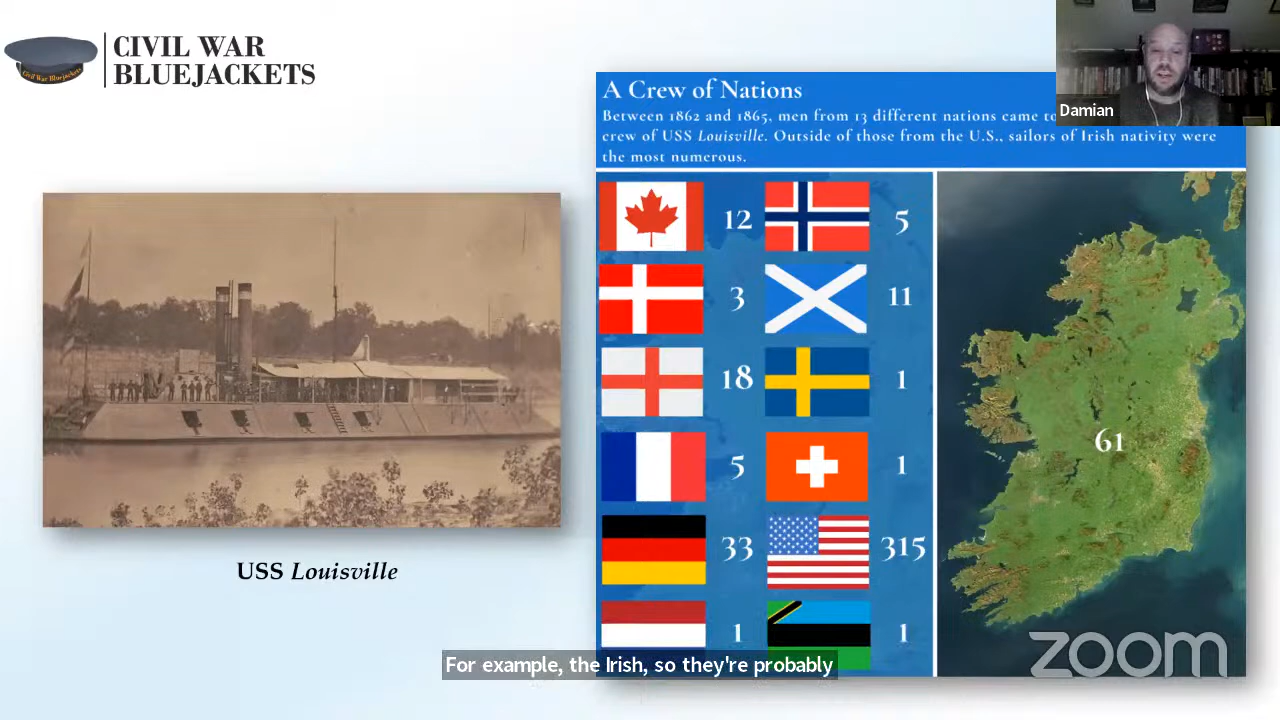 CIVIL WAR
BLUEJACKETS
Civil War Bluejackets
A Crew of Nations
Between 1862 and 1865, men from 13 different nations came to
crew of USS Louisville. Outside of those from the U.S., sailors of Irish nativity were
the most numerous.
Damian
12
5
3
11
18
1
5
1
33
315
1
1
61
USS Louisville
For example, the Irish, so they're probably
zoom